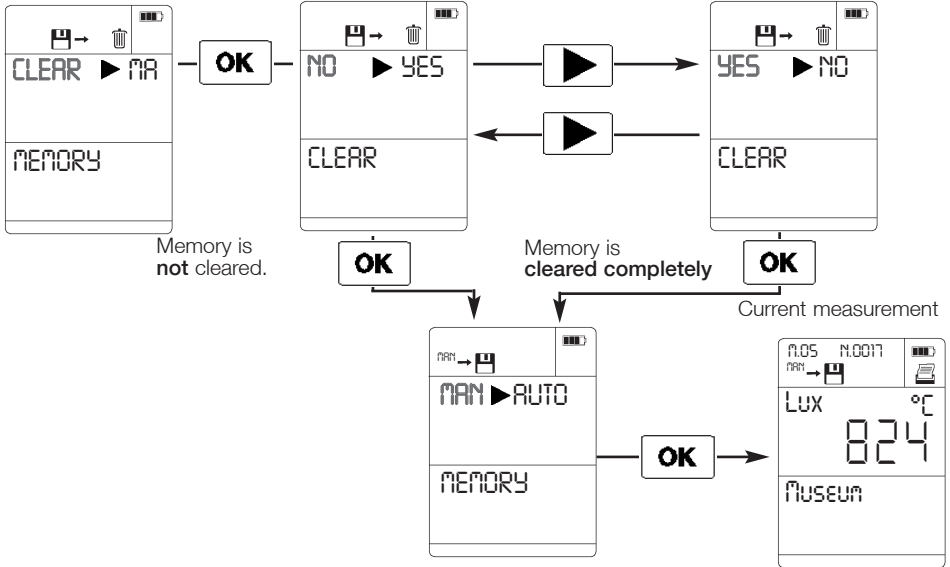 CLEAR ▶ MA
MEMORY
OK
NO ▶ YES
CLEAR
YES ▶ NO
CLEAR
Memory is
not cleared.
OK
Memory is
cleared completely
OK
Current measurement
MAN
MAN ▶ AUTO
MEMORY
OK
M.05 N.0017
MAN
Lux °C
824
Museum